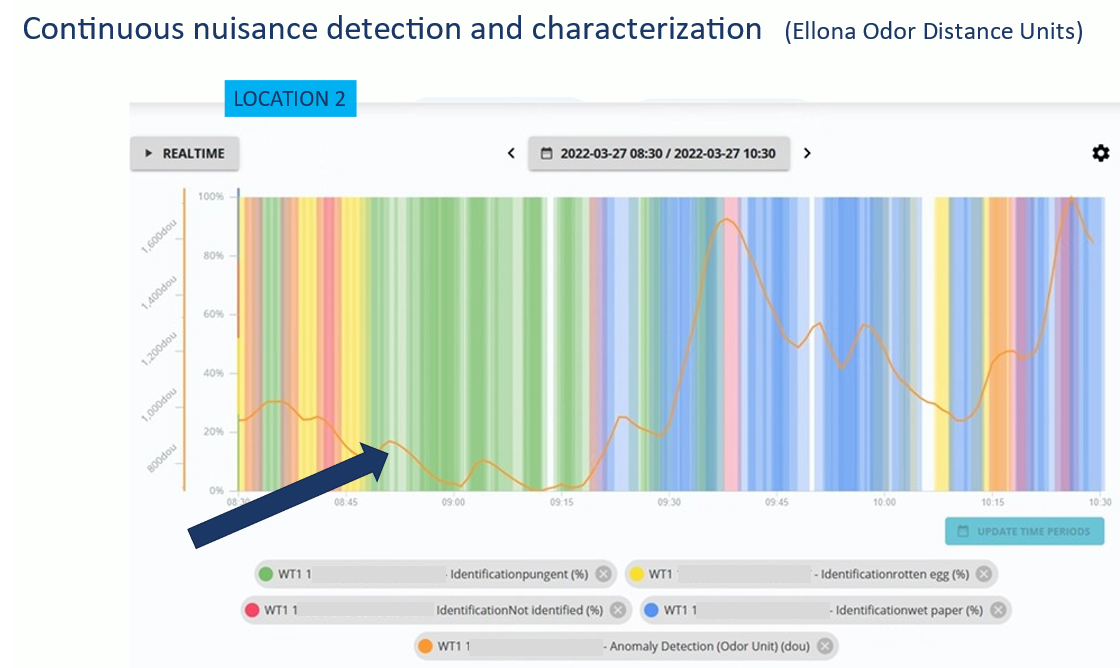 Continuous nuisance detection and characterization (Ellona Odor Distance Units)
LOCATION 2
REALTIME
2022-03-27 08:30 / 2022-03-27 10:30
100%
1,600dou
80%
1,400dou
60%
1,200dou
40%
1,000dou
20%
800dou
0%
08:30 08:45 09:00 09:15 09:30 09:45 10:00 10:15 10:30
UPDATE TIME PERIODS
WT1 1 - Identificationpungent (%) WT1 - Identificationrotten egg (%)
WT1 1 IdentificationNot identified (%) WT1 1 - Identificationwet paper (%)
WT1 1 - Anomaly Detection (Odor Unit) (dou)